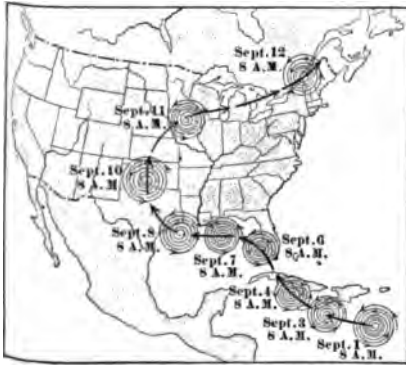 Sept.12
8 A.M.
Sept.11
8 A.M.
Sept.10
8 A.M
Sept.8
8 A.M.
Sept.7
8 A.M.
Sept.6
8 A.M.
Sept.4
8 A.M.
Sept.3
8 A.M.
Sept.1
8 A.M.